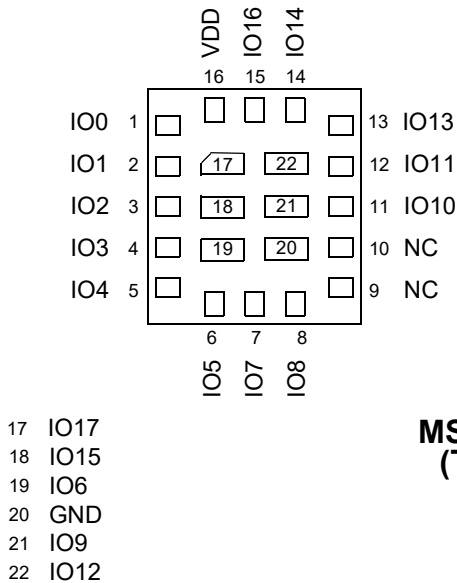 VDD IO16 IO14
16 15 14
IO0 1 13 IO13
IO1 2 17 22 12 IO11
IO2 3 18 21 11 IO10
IO3 4 19 20 10 NC
IO4 5 9 NC
6 7 8
IO5 IO7 IO8
17 IO17
18 IO15
19 IO6
20 GND
21 IO9
22 IO12
MS
(T